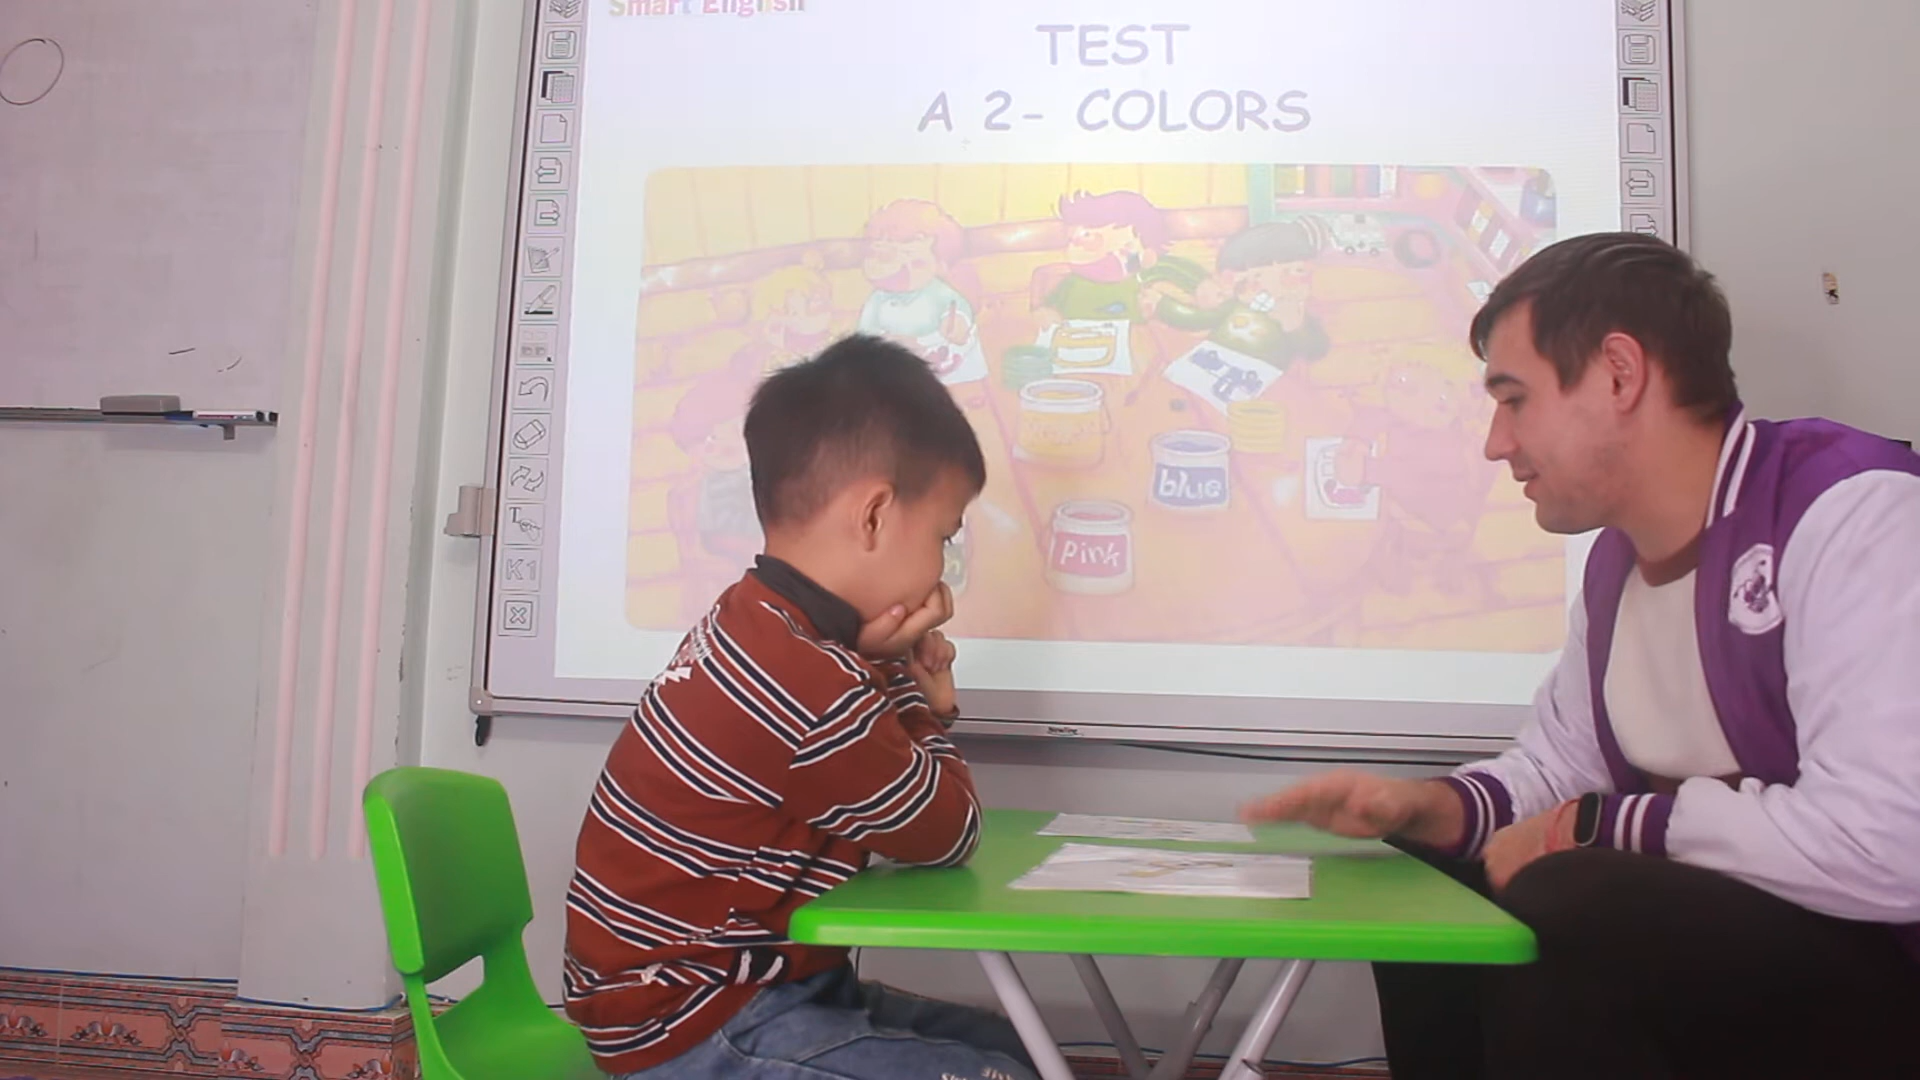 Smart English
TEST
A 2- COLORS
blue
pink
K1